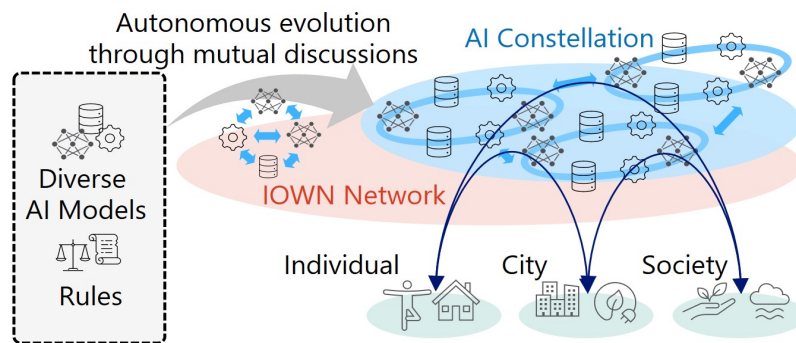 Autonomous evolution
through mutual discussions
AI Constellation
Diverse
AI Models
Rules
IOWN Network
Individual
City
Society